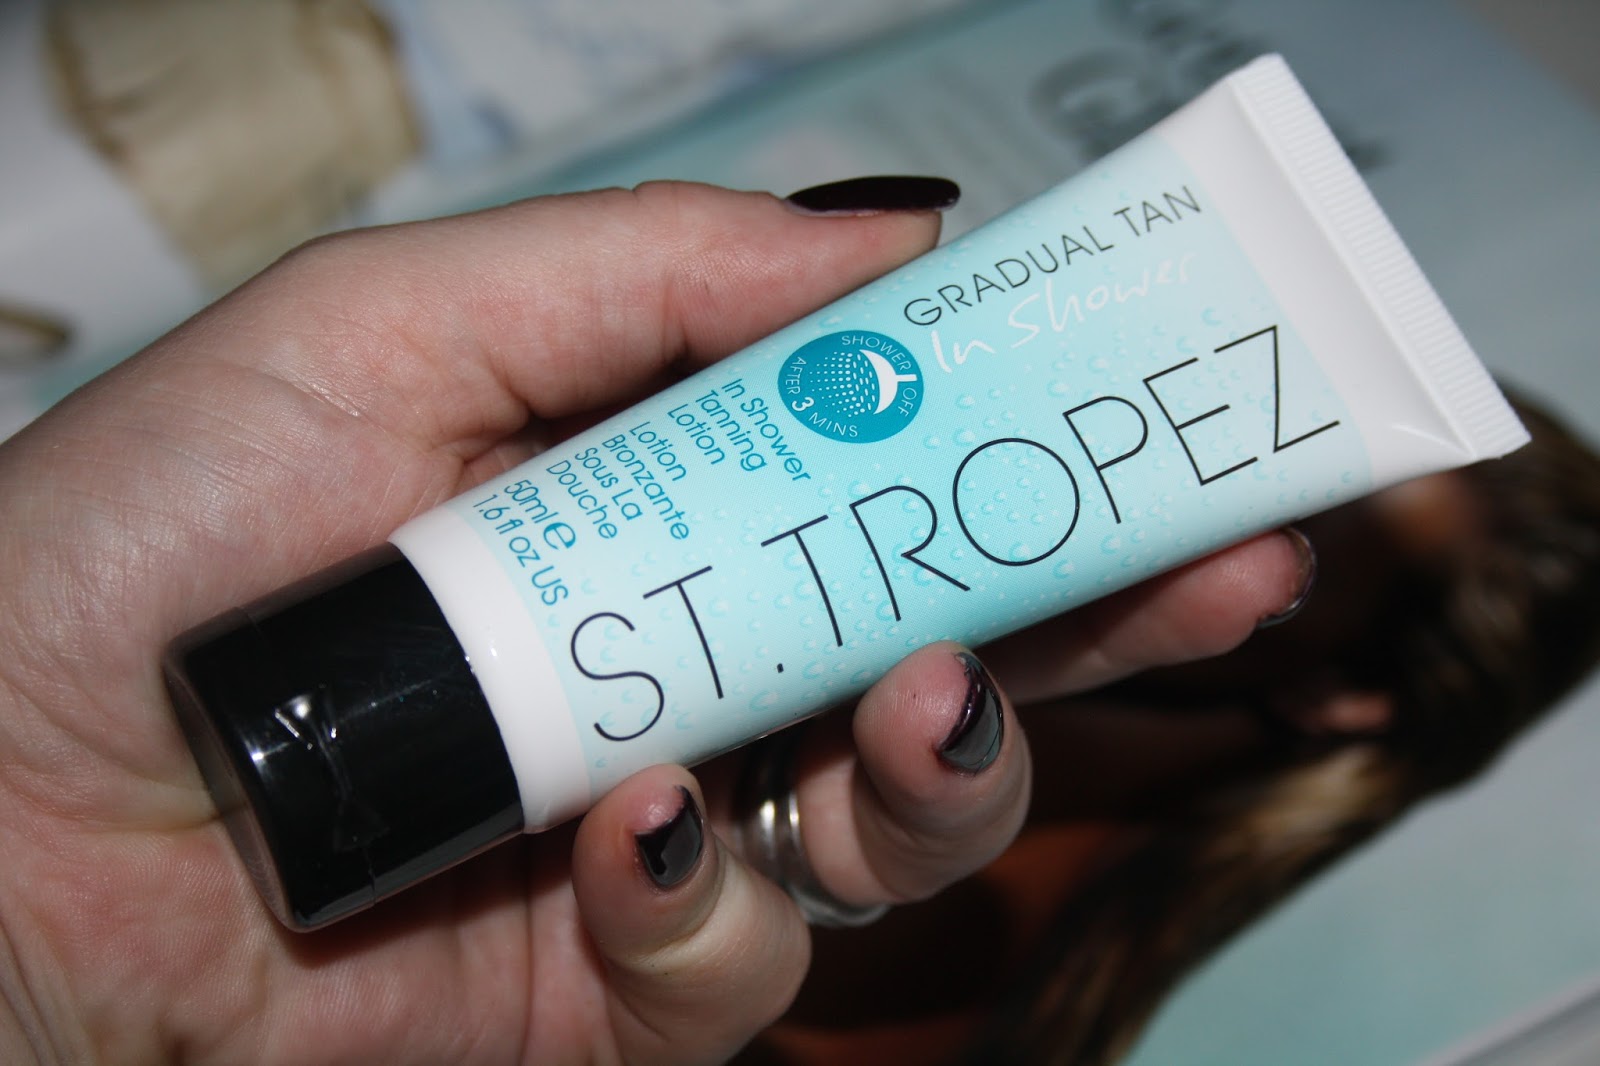 GRADUAL TAN
In Shower
ST.TROPEZ
SHOWER OFF
AFTER 3 MINS
In Shower
Tanning
Lotion
Lotion
Bronzante
Sous La
Douche
50ml℮
1.6 fl oz US